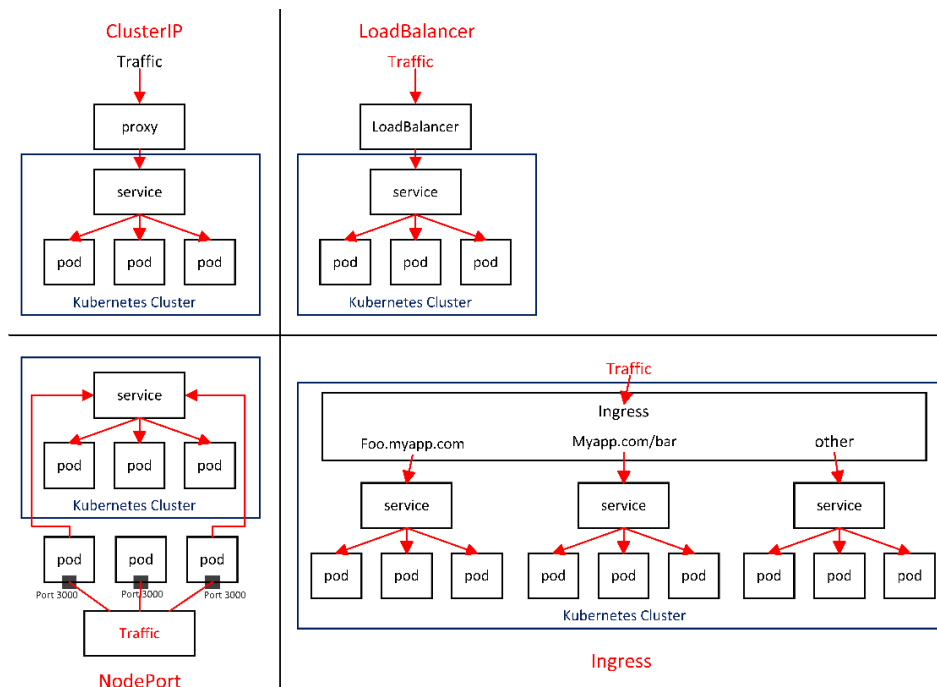 ClusterIP
Traffic
proxy
service
pod pod pod
Kubernetes Cluster
LoadBalancer
Traffic
LoadBalancer
service
pod pod pod
Kubernetes Cluster
service
pod pod pod
Kubernetes Cluster
pod pod pod
Port 3000 Port 3000 Port 3000
Traffic
NodePort
Traffic
Ingress
Foo.myapp.com Myapp.com/bar other
service service service
pod pod pod pod pod pod pod pod pod
Kubernetes Cluster
Ingress